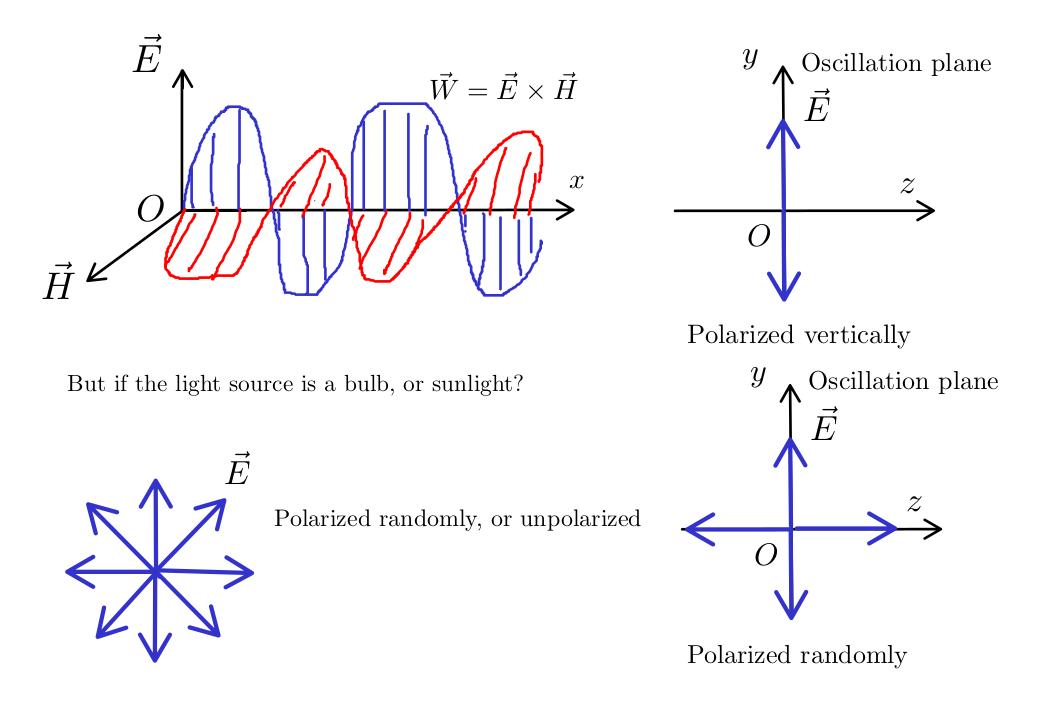 $\vec{E}$
$\vec{W} = \vec{E} \times \vec{H}$
x
O
$\vec{H}$
y
Oscillation plane
$\vec{E}$
z
O
Polarized vertically
But if the light source is a bulb, or sunlight?
$\vec{E}$
Polarized randomly, or unpolarized
y
Oscillation plane
$\vec{E}$
z
O
Polarized randomly